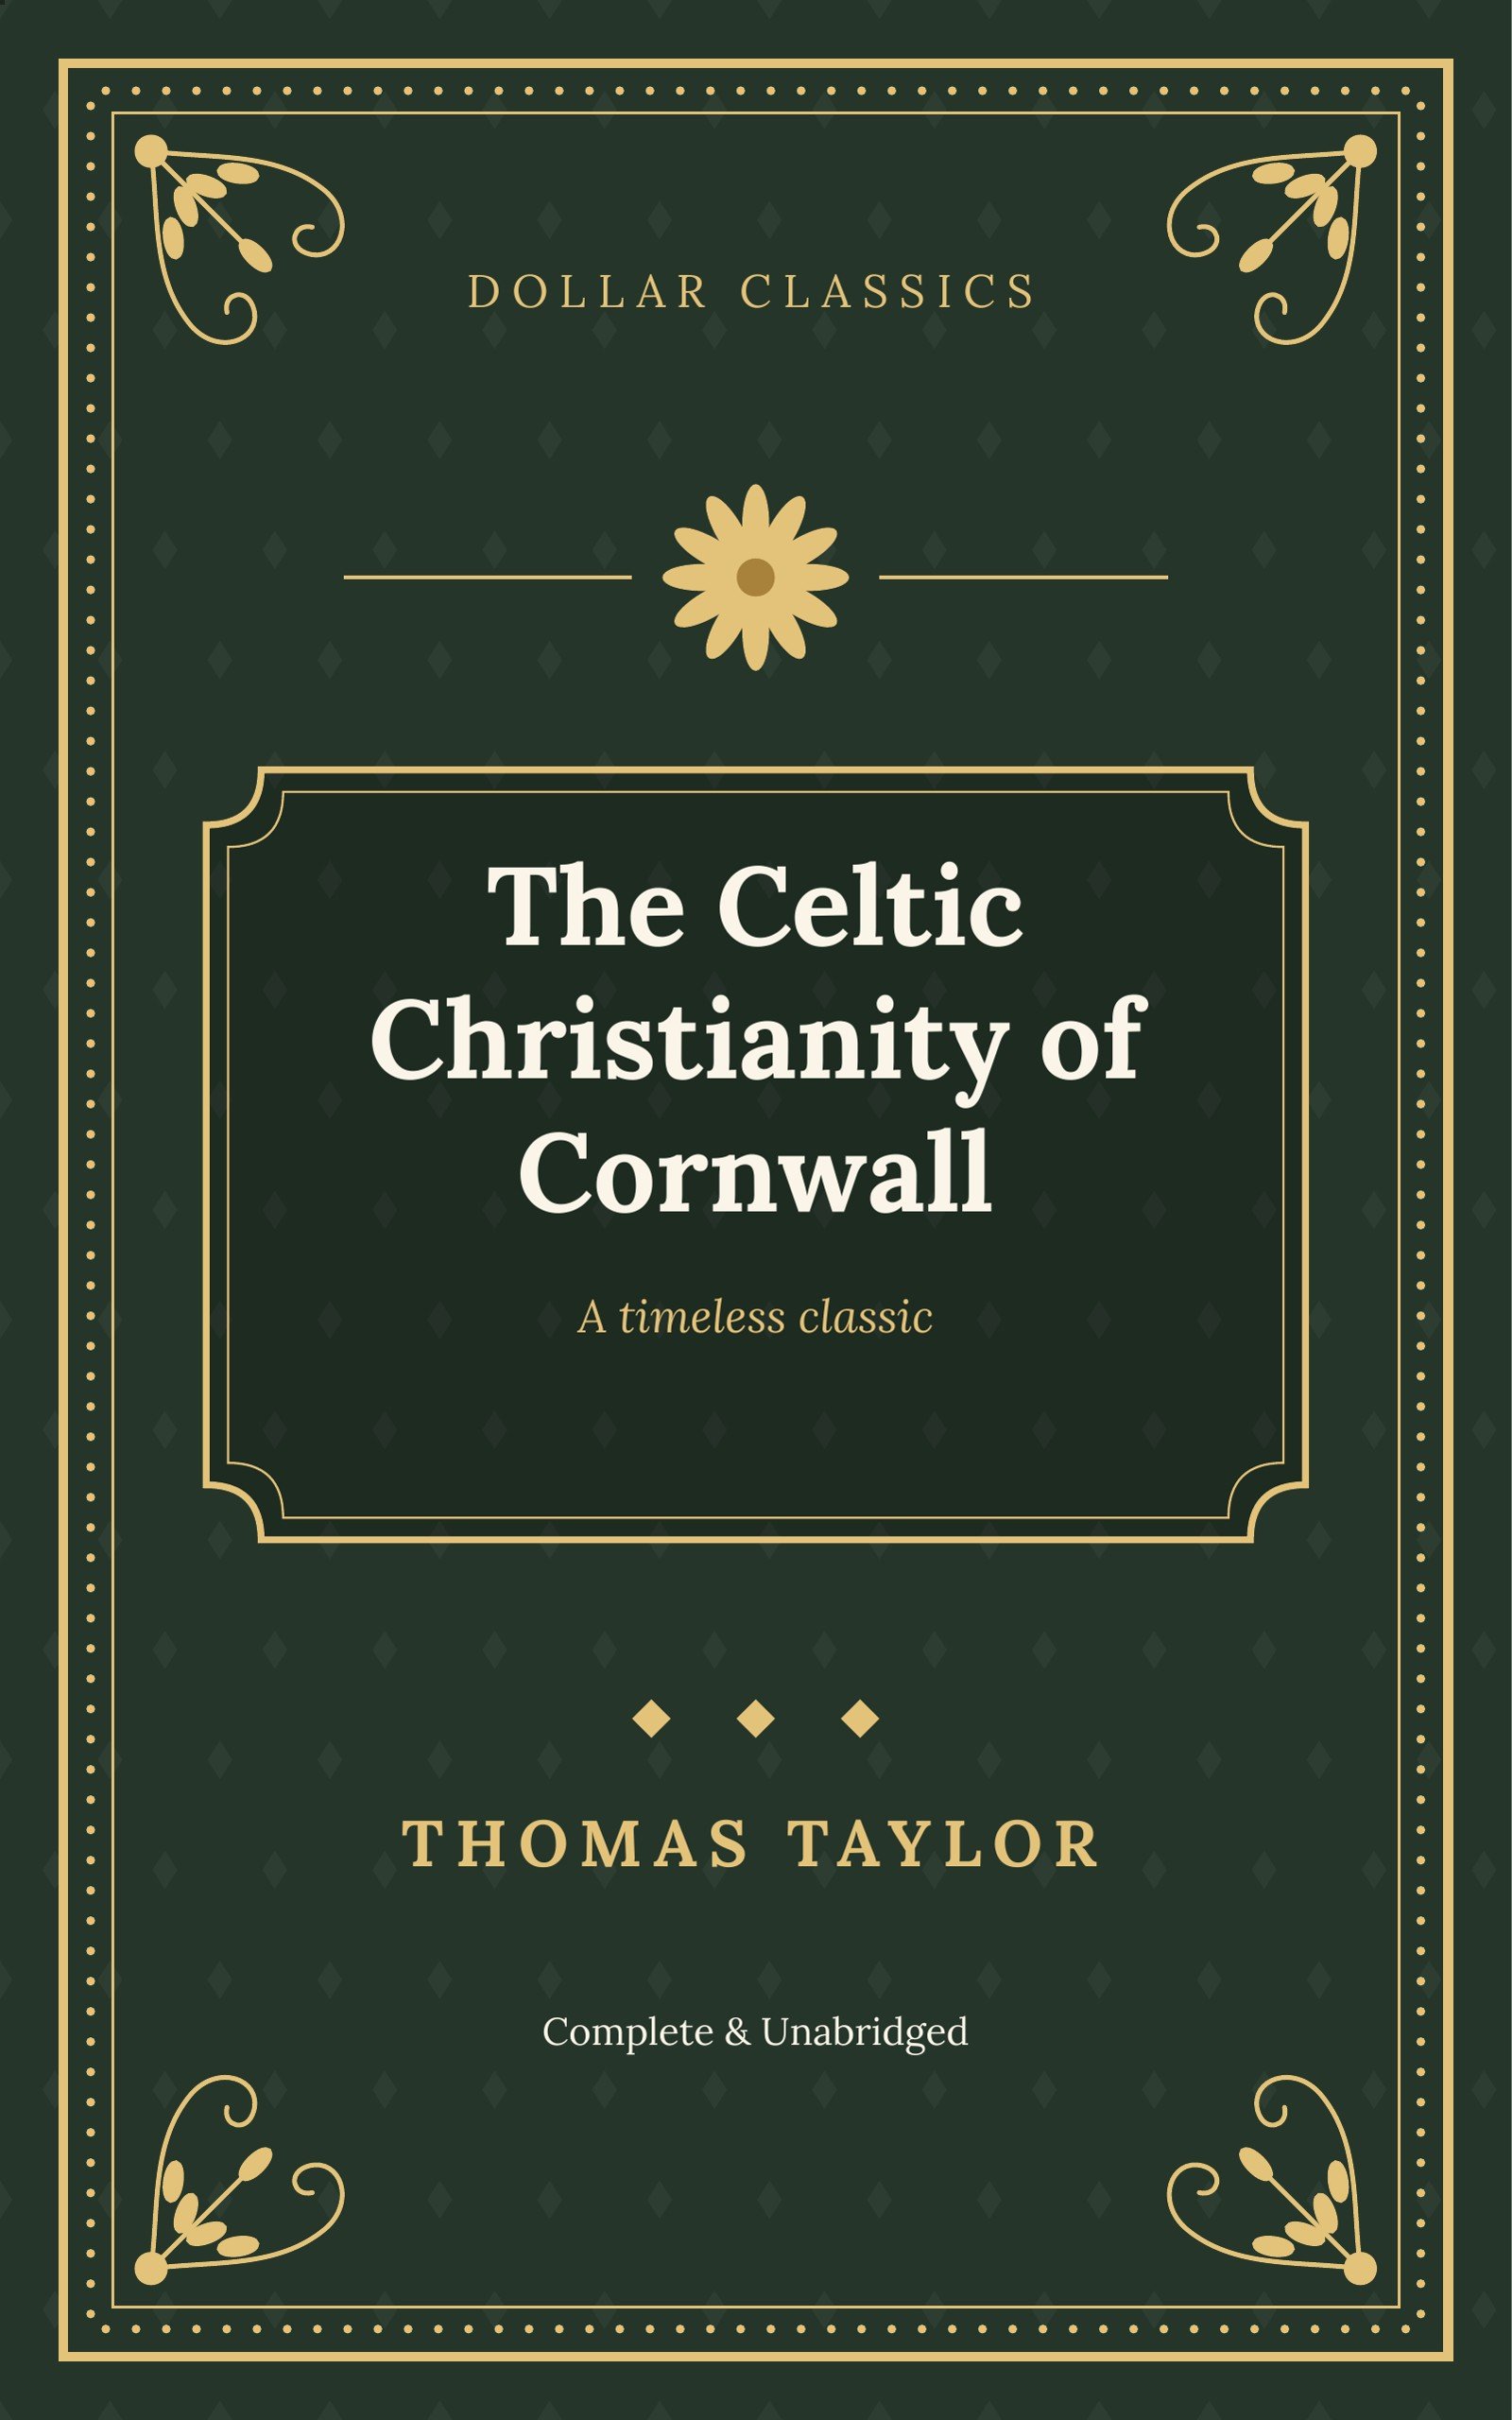 DOLLAR CLASSICS
The Celtic
Christianity of
Cornwall
A timeless classic
THOMAS TAYLOR
Complete & Unabridged